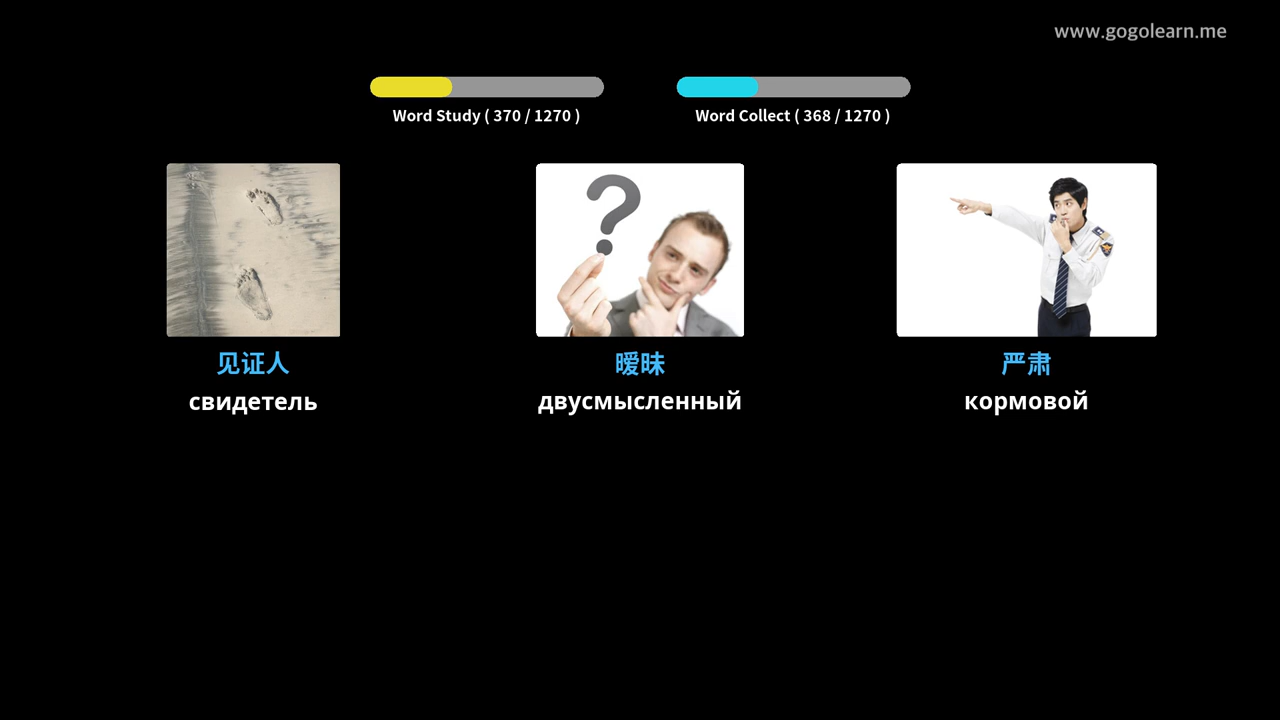 www.gogolearn.me
Word Study ( 370 / 1270 )
Word Collect ( 368 / 1270 )
见证人
暧昧
严肃
свидетель
двусмысленный
кормовой